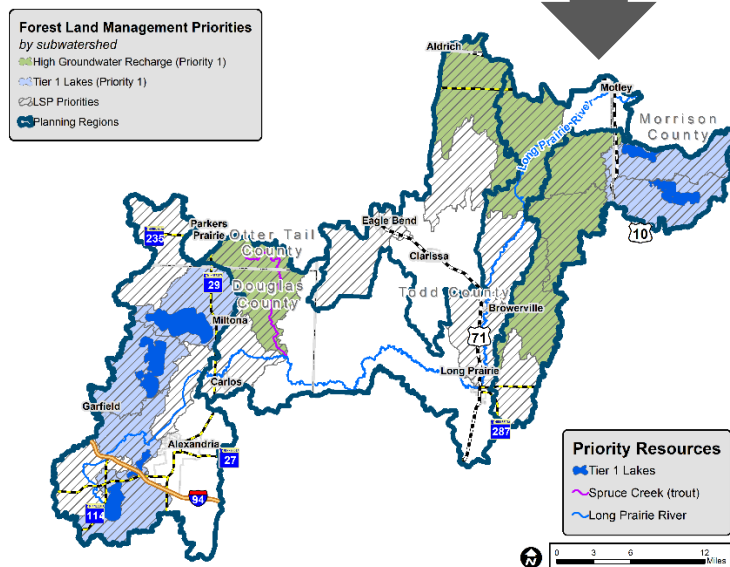 Forest Land Management Priorities
by subwatershed
High Groundwater Recharge (Priority 1)
Tier 1 Lakes (Priority 1)
LSP Priorities
Planning Regions
Aldrich
Motley
Morrison
County
Long Prairie River
10
Parkers
Prairie
235
Otter Tail
County
Eagle Bend
Clarissa
29
Douglas
County
Todd County
Miltona
Browerville
71
Carlos
Long Prairie
Garfield
287
Alexandria
27
94
114
Priority Resources
Tier 1 Lakes
Spruce Creek (trout)
Long Prairie River
N
0 3 6 12
Miles